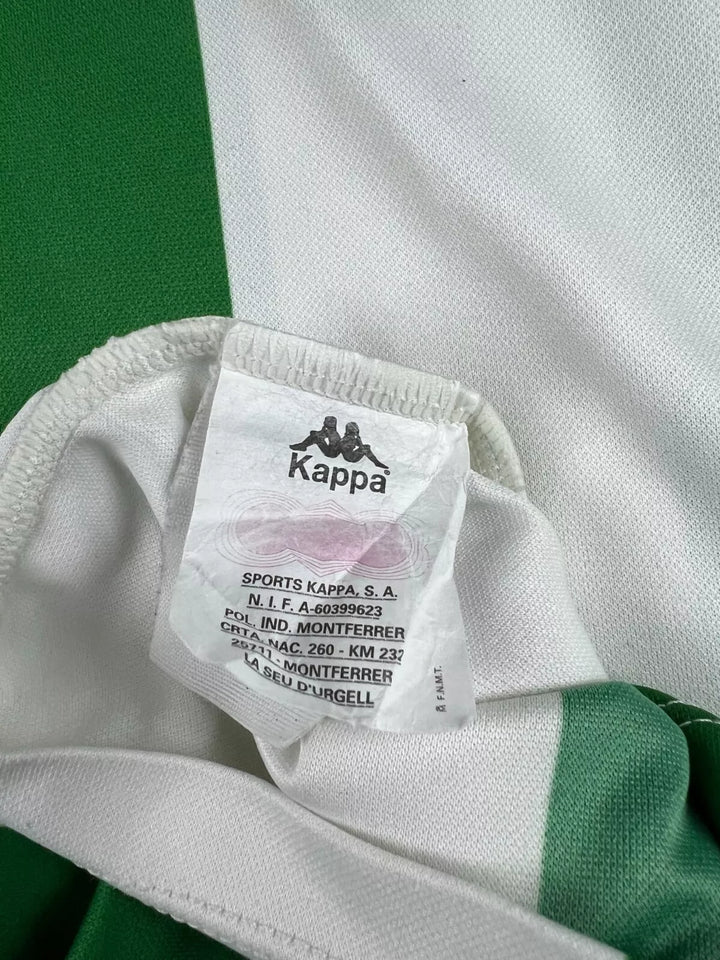 Kappa
SPORTS KAPPA, S. A.
N. I. F. A-60399623
POL. IND. MONTFERRER
CRTA. NAC. 260 - KM 232
25711 - MONTFERRER
LA SEU D'URGELL
F.N.M.T.